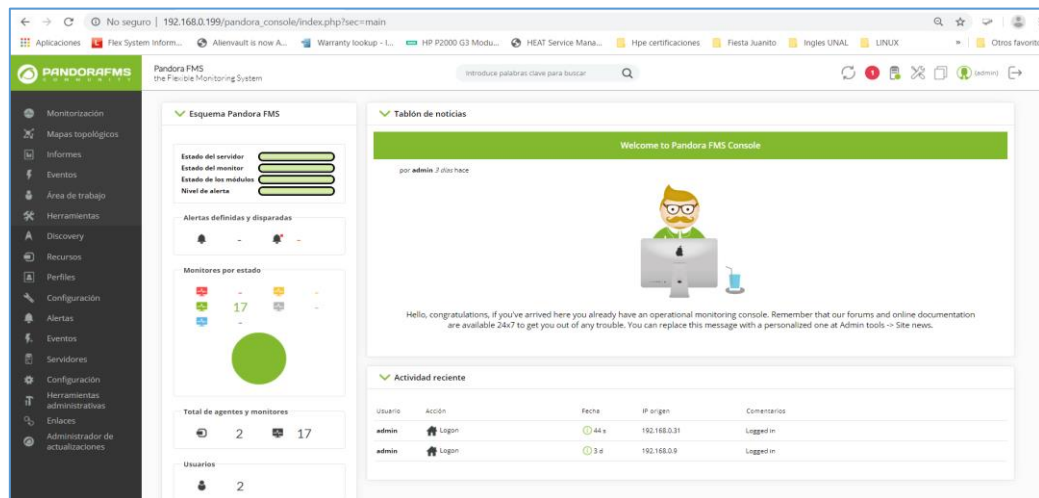 No seguro | 192.168.0.199/pandora_console/index.php?sec=main
Aplicaciones Flex System Inform... Alienvault is now A... Warranty lookup - I... HP P2000 G3 Modu... HEAT Service Mana... Hpe certificaciones Fiesta Juanito Ingles UNAL LINUX » Otros favorito
PANDORAFMS
COMMUNITY
Pandora FMS
the Flexible Monitoring System
Introduce palabras clave para buscar
1
(admin)
Monitorización
Mapas topológicos
Informes
Eventos
Área de trabajo
Herramientas
Discovery
Recursos
Perfiles
Configuración
Alertas
Eventos
Servidores
Configuración
Herramientas
administrativas
Enlaces
Administrador de
actualizaciones
Esquema Pandora FMS
Estado del servidor
Estado del monitor
Estado de los módulos
Nivel de alerta
Alertas definidas y disparadas
- -
Monitores por estado
- -
17 -
-
Total de agentes y monitores
2 17
Usuarios
2
Tablón de noticias
Welcome to Pandora FMS Console
por admin 3 días hace
Hello, congratulations, if you've arrived here you already have an operational monitoring console. Remember that our forums and online documentation
are available 24x7 to get you out of any trouble. You can replace this message with a personalized one at Admin tools -> Site news.
Actividad reciente
Usuario Acción Fecha IP origen Comentarios
admin Logon 44 s 192.168.0.31 Logged in
admin Logon 3 d 192.168.0.9 Logged in